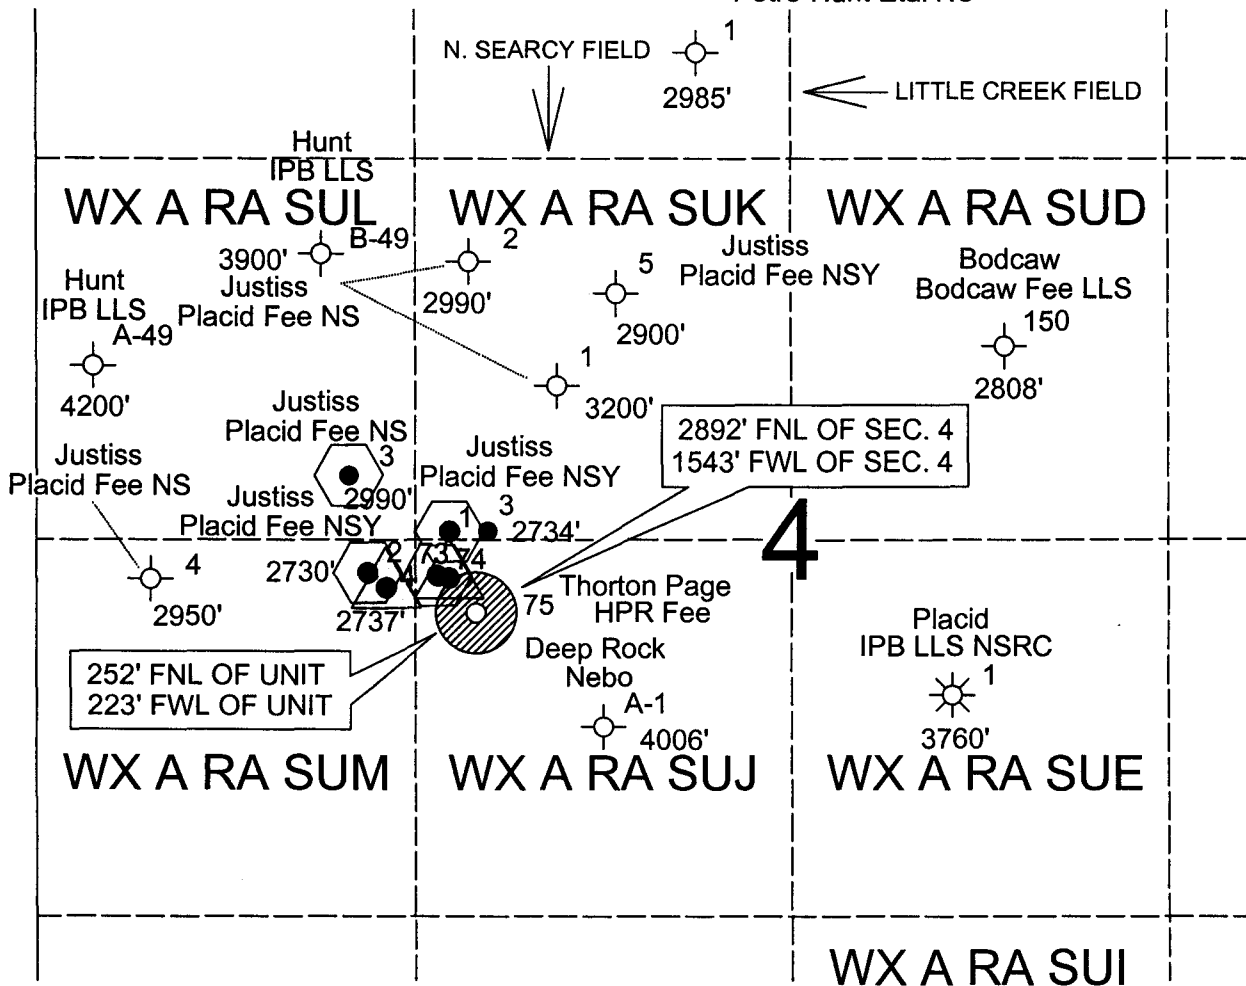 1
N. SEARCY FIELD
2985'
LITTLE CREEK FIELD
Hunt
IPB LLS
WX A RA SUL
WX A RA SUK
WX A RA SUD
B-49
3900'
2
2990'
Justiss
Placid Fee NS
5
2900'
Justiss
Placid Fee NSY
Bodcaw
Bodcaw Fee LLS
150
2808'
Hunt
IPB LLS
A-49
4200'
1
3200'
2892' FNL OF SEC. 4
1543' FWL OF SEC. 4
Justiss
Placid Fee NS
3
2990'
Justiss
Placid Fee NSY
1
3
2734'
Justiss
Placid Fee NS
4
2950'
Justiss
Placid Fee NSY
2730'
2
4
2737'
73
74
4
75
Thorton Page
HPR Fee
252' FNL OF UNIT
223' FWL OF UNIT
Deep Rock
Nebo
A-1
4006'
Placid
IPB LLS NSRC
1
3760'
WX A RA SUM
WX A RA SUJ
WX A RA SUE
WX A RA SUI